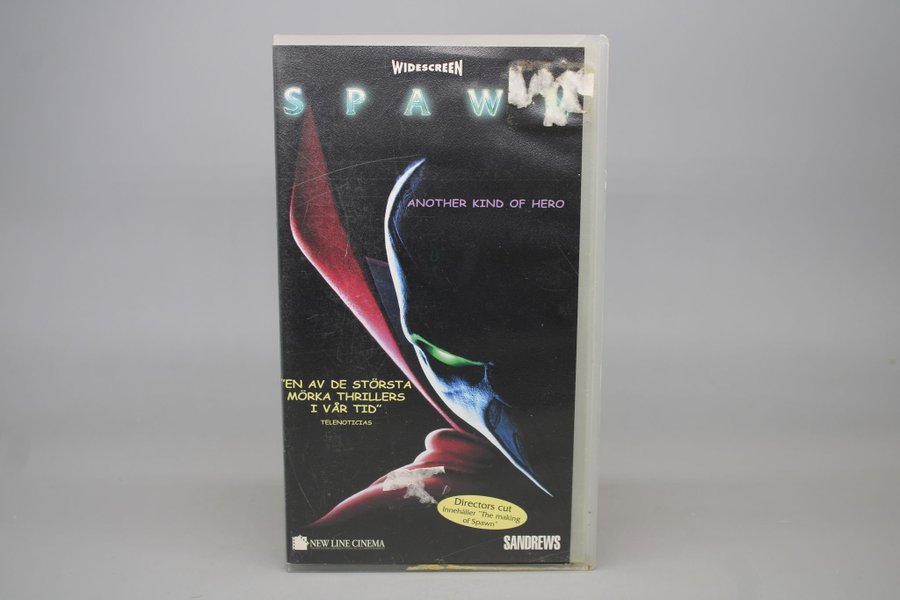 WIDESCREEN
SPAW
ANOTHER KIND OF HERO
"EN AV DE STÖRSTA
MÖRKA THRILLERS
I VÅR TID"
TELENOTICIAS
Directors cut
Innehåller "The making
of Spawn"
NEW LINE CINEMA
SANDREWS